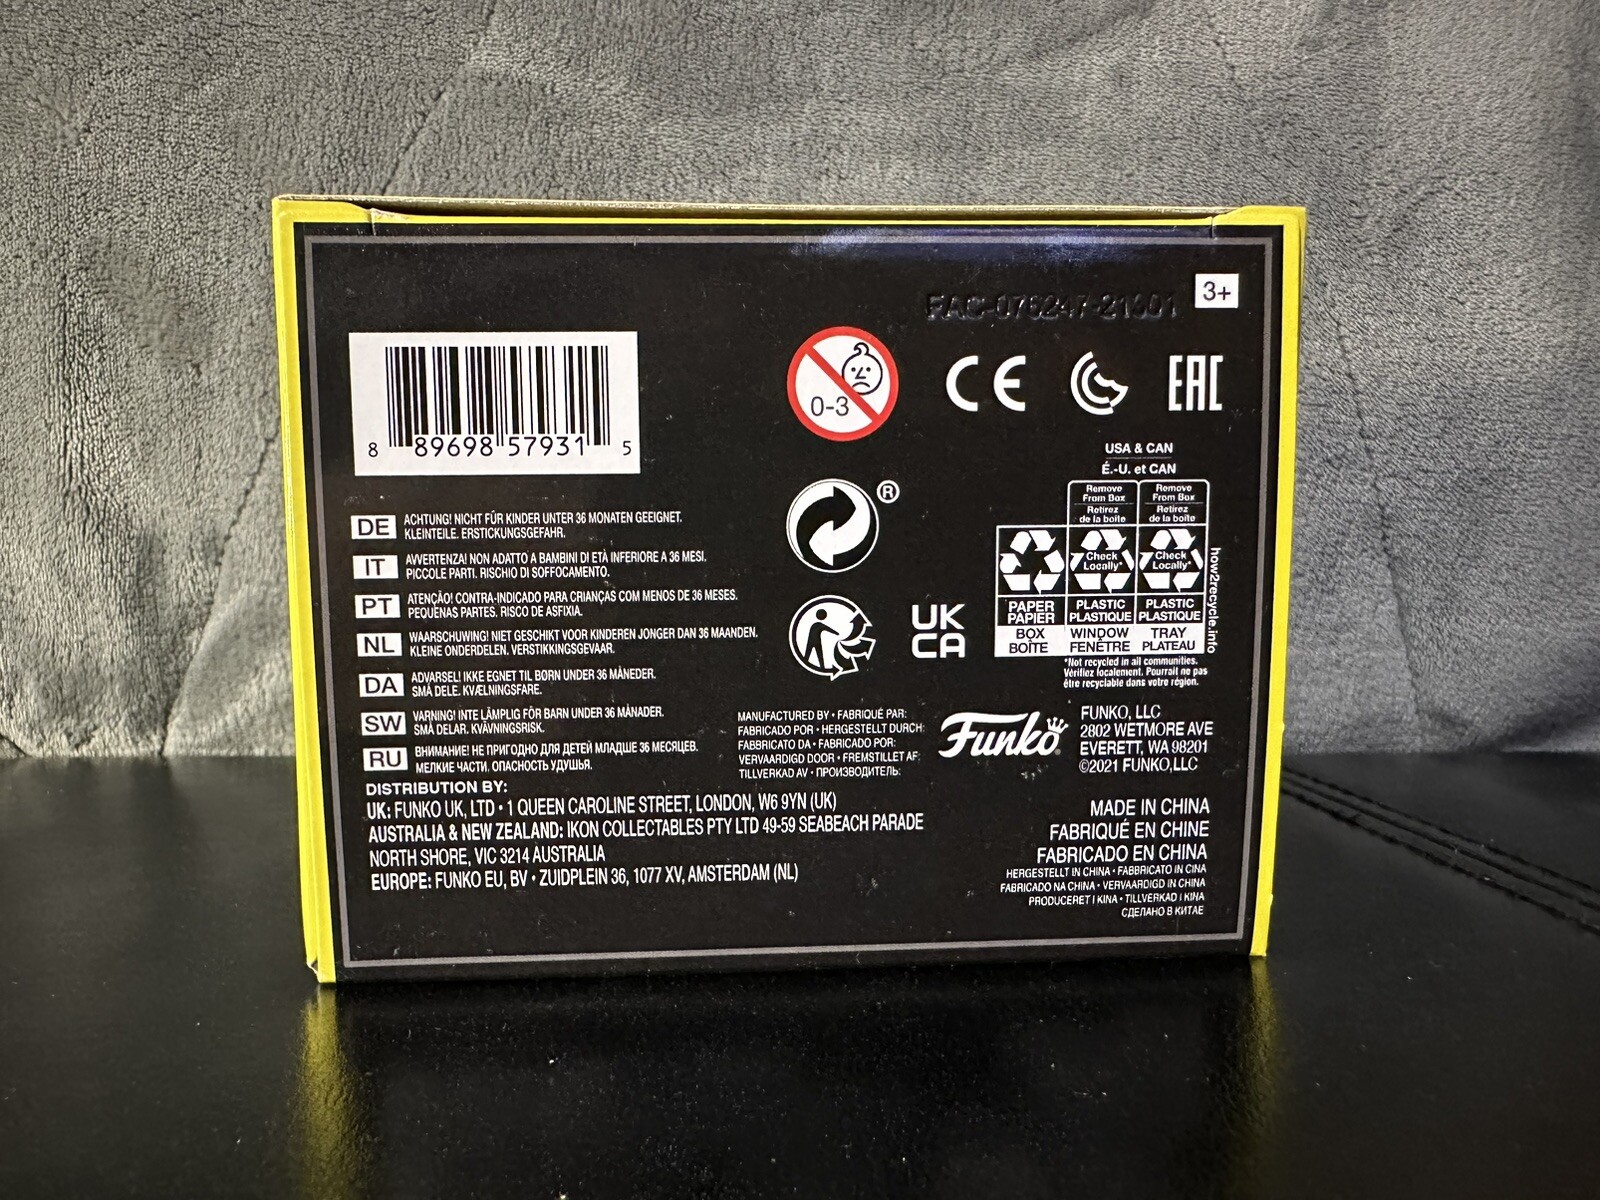 FAC-076247-21601
3+
8 89698 57931 5
0-3
CE
EAC
USA & CAN
É.-U. et CAN
Remove From Box
Retirez de la boîte
Remove From Box
Retirez de la boîte
Check Locally*
Check Locally*
PAPER PAPIER
PLASTIC PLASTIQUE
PLASTIC PLASTIQUE
BOX BOÎTE
WINDOW FENÊTRE
TRAY PLATEAU
how2recycle.info
*Not recycled in all communities.
Vérifiez localement. Pourrait ne pas
être recyclable dans votre région.
®
UK
CA
DE ACHTUNG! NICHT FÜR KINDER UNTER 36 MONATEN GEEIGNET.
KLEINTEILE. ERSTICKUNGSGEFAHR.
IT AVVERTENZA! NON ADATTO A BAMBINI DI ETÀ INFERIORE A 36 MESI.
PICCOLE PARTI. RISCHIO DI SOFFOCAMENTO.
PT ATENÇÃO! CONTRA-INDICADO PARA CRIANÇAS COM MENOS DE 36 MESES.
PEQUENAS PARTES. RISCO DE ASFIXIA.
NL WAARSCHUWING! NIET GESCHIKT VOOR KINDEREN JONGER DAN 36 MAANDEN.
KLEINE ONDERDELEN. VERSTIKKINGSGEVAAR.
DA ADVARSEL! IKKE EGNET TIL BØRN UNDER 36 MÅNEDER.
SMÅ DELE. KVÆLNINGSFARE.
SW VARNING! INTE LÄMPLIG FÖR BARN UNDER 36 MÅNADER.
SMÅ DELAR. KVÄVNINGSRISK.
RU ВНИМАНИЕ! НЕ ПРИГОДНО ДЛЯ ДЕТЕЙ МЛАДШЕ 36 МЕСЯЦЕВ.
МЕЛКИЕ ЧАСТИ. ОПАСНОСТЬ УДУШЬЯ.
MANUFACTURED BY • FABRIQUÉ PAR:
FABRICADO POR • HERGESTELLT DURCH:
FABBRICATO DA • FABRICADO POR:
VERVAARDIGD DOOR • FREMSTILLET AF:
TILLVERKAD AV • ПРОИЗВОДИТЕЛЬ:
Funko
FUNKO, LLC
2802 WETMORE AVE
EVERETT, WA 98201
©2021 FUNKO,LLC
DISTRIBUTION BY:
UK: FUNKO UK, LTD • 1 QUEEN CAROLINE STREET, LONDON, W6 9YN (UK)
AUSTRALIA & NEW ZEALAND: IKON COLLECTABLES PTY LTD 49-59 SEABEACH PARADE
NORTH SHORE, VIC 3214 AUSTRALIA
EUROPE: FUNKO EU, BV • ZUIDPLEIN 36, 1077 XV, AMSTERDAM (NL)
MADE IN CHINA
FABRIQUÉ EN CHINE
FABRICADO EN CHINA
HERGESTELLT IN CHINA • FABBRICATO IN CINA
FABRICADO NA CHINA • VERVAARDIGD IN CHINA
PRODUCERET I KINA • TILLVERKAD I KINA
СДЕЛАНО В КИТАЕ